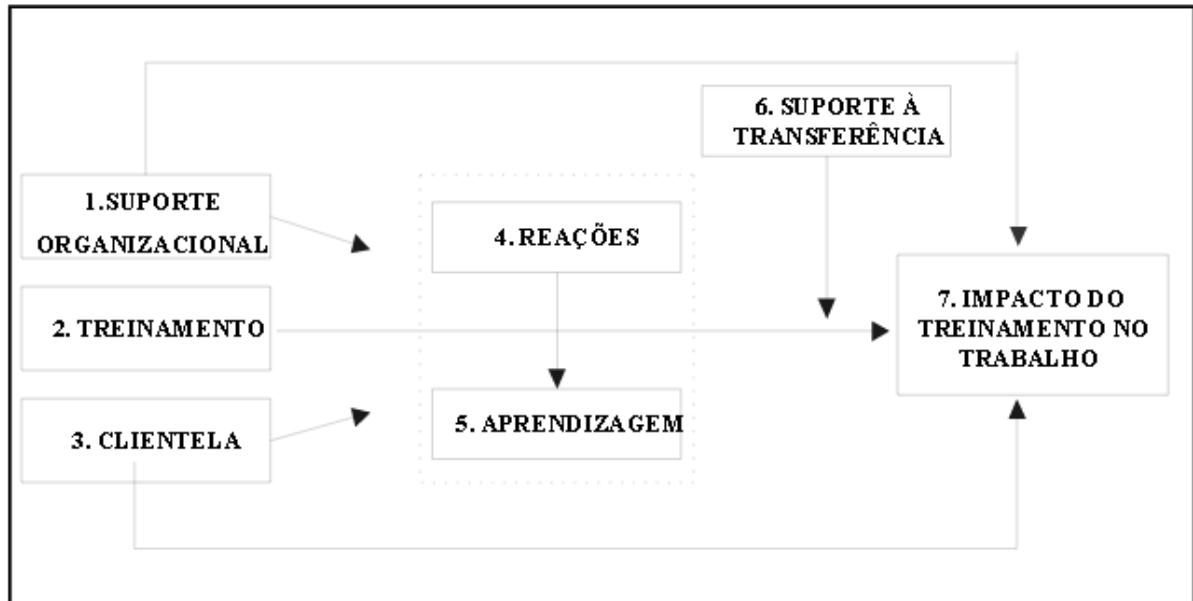 1.SUPORTE
ORGANIZACIONAL
2. TREINAMENTO
3. CLIENTELA
4. REAÇÕES
5. APRENDIZAGEM
6. SUPORTE À
TRANSFERÊNCIA
7. IMPACTO DO
TREINAMENTO NO
TRABALHO